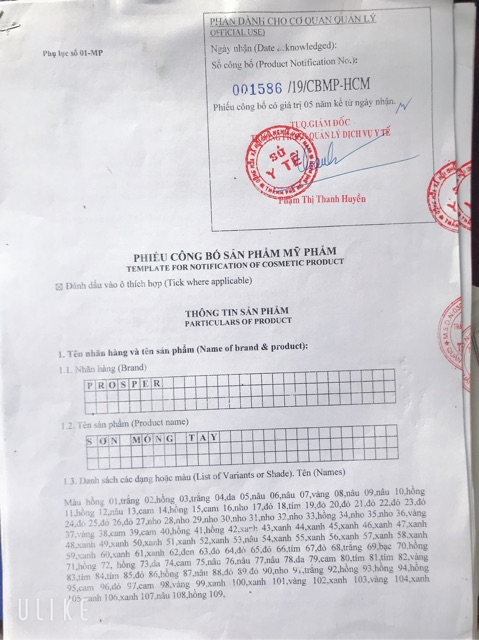 Phụ lục số 01-MP
PHẦN DÀNH CHO CƠ QUAN QUẢN LÝ
(OFFICIAL USE)
Ngày nhận (Date acknowledged):
Số công bố (Product Notification No.):
001586 /19/CBMP-HCM
Phiếu công bố có giá trị 05 năm kể từ ngày nhận.
TUQ.GIÁM ĐỐC
QUẢN LÝ DỊCH VỤ Y TẾ
SỞ
Y TẾ
Phạm Thị Thanh Huyền
PHIẾU CÔNG BỐ SẢN PHẨM MỸ PHẨM
TEMPLATE FOR NOTIFICATION OF COSMETIC PRODUCT
☒ Đánh dấu vào ô thích hợp (Tick where applicable)
THÔNG TIN SẢN PHẨM
PARTICULARS OF PRODUCT
1. Tên nhãn hàng và tên sản phẩm (Name of brand & product):
1.1. Nhãn hàng (Brand)
PROSPER
1.2. Tên sản phẩm (Product name)
SƠN MÓNG TAY
1.3. Danh sách các dạng hoặc màu (List of Variants or Shade). Tên (Names)
Màu hồng 01,trắng 02,hồng 03,trắng 04,da 05,nâu 06,nâu 07,vàng 08,nâu 09,nâu 10,hồng
11,hồng 12,nâu 13,cam 14,hồng 15,cam 16,nho 17,đỏ 18,tím 19,đỏ 20,đỏ 21,đỏ 22,đỏ 23,đỏ
24,đỏ 25,đỏ 26,đỏ 27,nho 28,nho 29,nho 30,nho 31,nho 32,nho 33,hồng 34,nho 35,nho 36,vàng
37,vàng 38,cam 39,cam 40,hồng 41,hồng 42,xanh 43,xanh 44,xanh 45,xanh 46,xanh 47,xanh
48,xanh 49,xanh 50,xanh 51,xanh 52,xanh 53,nâu 54,xanh 55,xanh 56,xanh 57,xanh 58,xanh
59,xanh 60,xanh 61,xanh 62,đen 63,đỏ 64,đỏ 65,đỏ 66,tím 67,đỏ 68,trắng 69,bạc 70,hồng
71,hồng 72, hồng 73,da 74,cam 75,nâu 76,nâu 77,nâu 78,da 79,cam 80,tím 81,tím 82,vàng
83,tím 84,tím 85,đỏ 86,hồng 87,nâu 88,đỏ 89,đỏ 90,nho 91,trắng 92,hồng 93,hồng 94,hồng
95,cam 96,đỏ 97,cam 98,vàng 99,xanh 100,xanh 101,vàng 102,xanh 103,vàng 104,xanh
105,xanh 106,xanh 107,nâu 108,hồng 109.
ULIKE